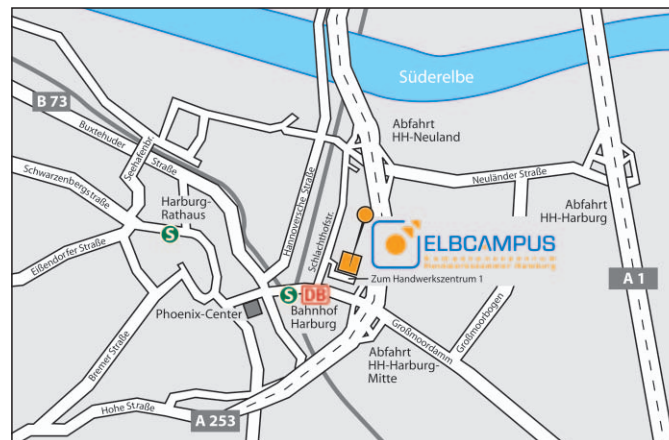 Süderelbe
B 73
Buxtehuder
Straße
Seehafenbr.
Abfahrt
HH-Neuland
Schwarzenbergstraße
Harburg-
Rathaus
S
Hannoversche Straße
Schlachthofstr.
Neuländer Straße
Abfahrt
HH-Harburg
Eißendorfer Straße
ELBCAMPUS
Zum Handwerkszentrum 1
A 1
S
DB
Bahnhof
Harburg
Phoenix-Center
Großmoordamm
Großmoorbogen
Bremer Straße
Abfahrt
HH-Harburg-
Mitte
Hohe Straße
A 253